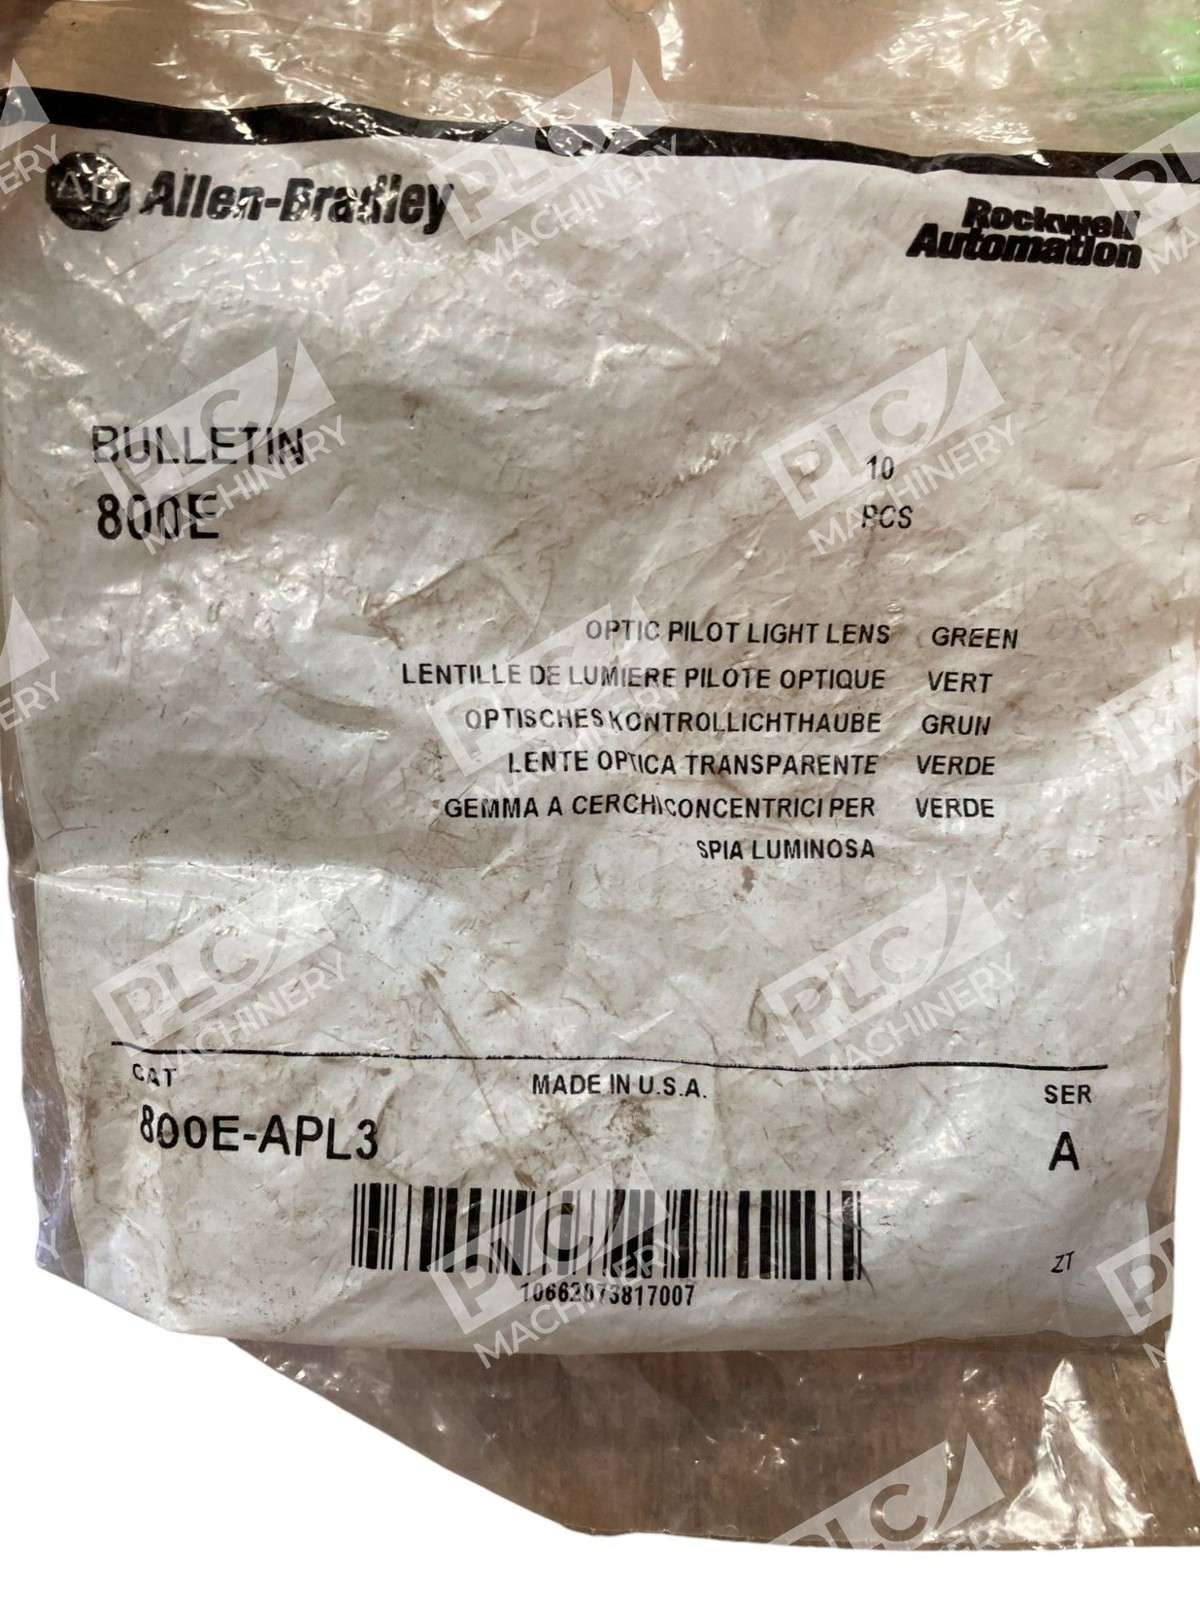 Allen-Bradley
Rockwell
Automation
BULLETIN
800E
10
PCS
OPTIC PILOT LIGHT LENS GREEN
LENTILLE DE LUMIERE PILOTE OPTIQUE VERT
OPTISCHES KONTROLLICHTHAUBE GRUN
LENTE OPTICA TRANSPARENTE VERDE
GEMMA A CERCHI CONCENTRICI PER VERDE
SPIA LUMINOSA
CAT
MADE IN U.S.A.
SER
800E-APL3
A
ZT
10662073817007
PLC
MACHINERY